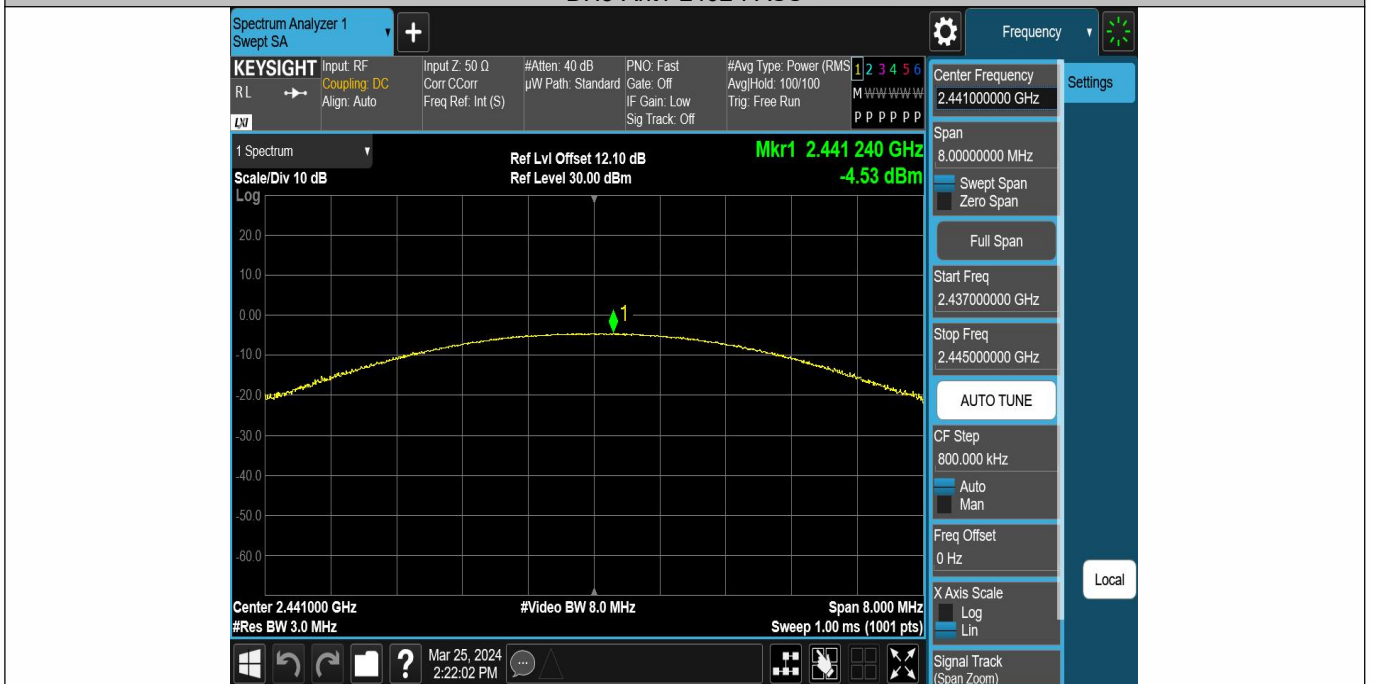 Spectrum Analyzer 1
Swept SA
+
Frequency
KEYSIGHT
RL
LXI
Input: RF
Coupling: DC
Align: Auto
Input Z: 50 Ω
Corr CCorr
Freq Ref: Int (S)
#Atten: 40 dB
µW Path: Standard
PNO: Fast
Gate: Off
IF Gain: Low
Sig Track: Off
#Avg Type: Power (RMS
Avg|Hold: 100/100
Trig: Free Run
1 2 3 4 5 6
M W W W W W
P P P P P P
Center Frequency
2.441000000 GHz
Settings
Span
8.00000000 MHz
Swept Span
Zero Span
Full Span
Start Freq
2.437000000 GHz
Stop Freq
2.445000000 GHz
AUTO TUNE
CF Step
800.000 kHz
Auto
Man
Freq Offset
0 Hz
X Axis Scale
Log
Lin
Local
Signal Track
(Span Zoom)
1 Spectrum
Scale/Div 10 dB
Log
Ref Lvl Offset 12.10 dB
Ref Level 30.00 dBm
Mkr1 2.441 240 GHz
-4.53 dBm
20.0
10.0
0.00
1
-10.0
-20.0
-30.0
-40.0
-50.0
-60.0
Center 2.441000 GHz
#Res BW 3.0 MHz
#Video BW 8.0 MHz
Span 8.000 MHz
Sweep 1.00 ms (1001 pts)
?
Mar 25, 2024
2:22:02 PM